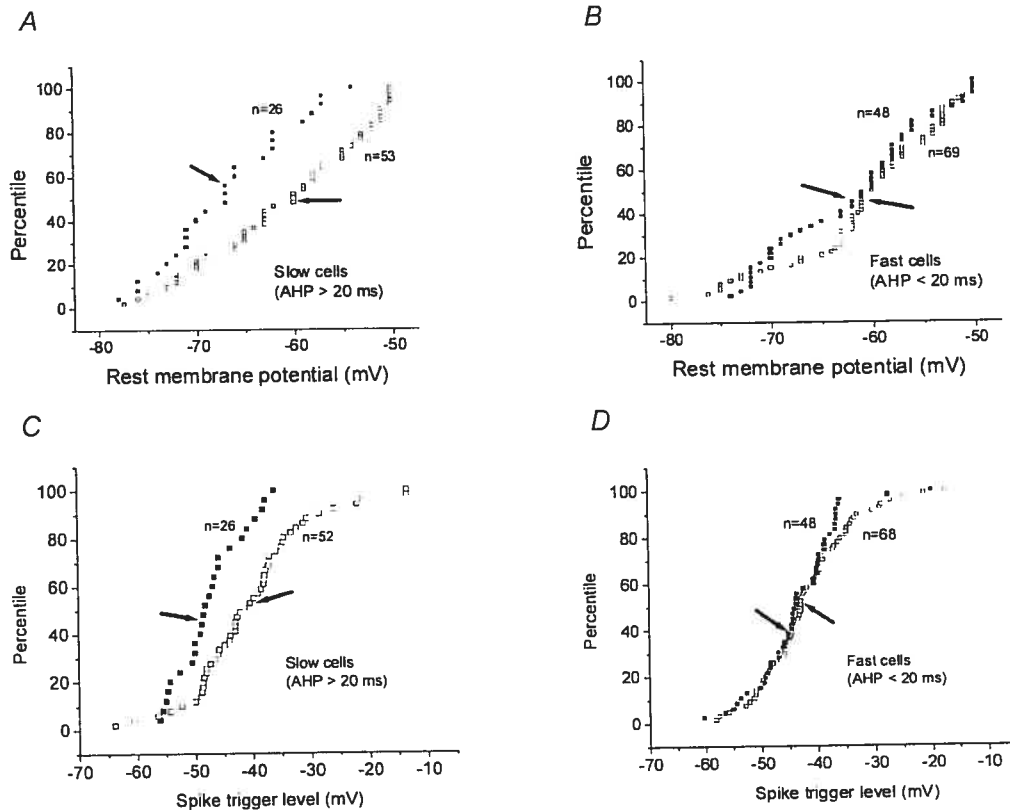 A
100
80
60
40
20
0
Percentile
n=26
n=53
Slow cells
(AHP > 20 ms)
-80
-70
-60
-50
Rest membrane potential (mV)
B
100
80
60
40
20
0
Percentile
n=48
n=69
Fast cells
(AHP < 20 ms)
-80
-70
-60
-50
Rest membrane potential (mV)
C
100
80
60
40
20
0
Percentile
n=26
n=52
Slow cells
(AHP > 20 ms)
-70
-60
-50
-40
-30
-20
-10
Spike trigger level (mV)
D
100
80
60
40
20
0
Percentile
n=48
n=68
Fast cells
(AHP < 20 ms)
-70
-60
-50
-40
-30
-20
-10
Spike trigger level (mV)